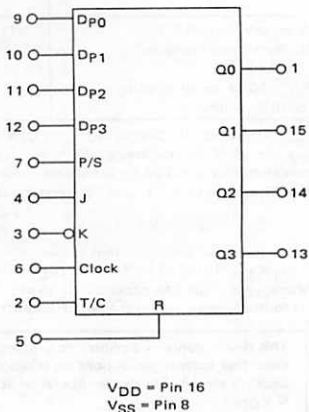 9 DP0
10 DP1
Q0 1
11 DP2
Q1 15
12 DP3
7 P/S
Q2 14
4 J
3 K
Q3 13
6 Clock
2 T/C
R
5
VDD = Pin 16
VSS = Pin 8